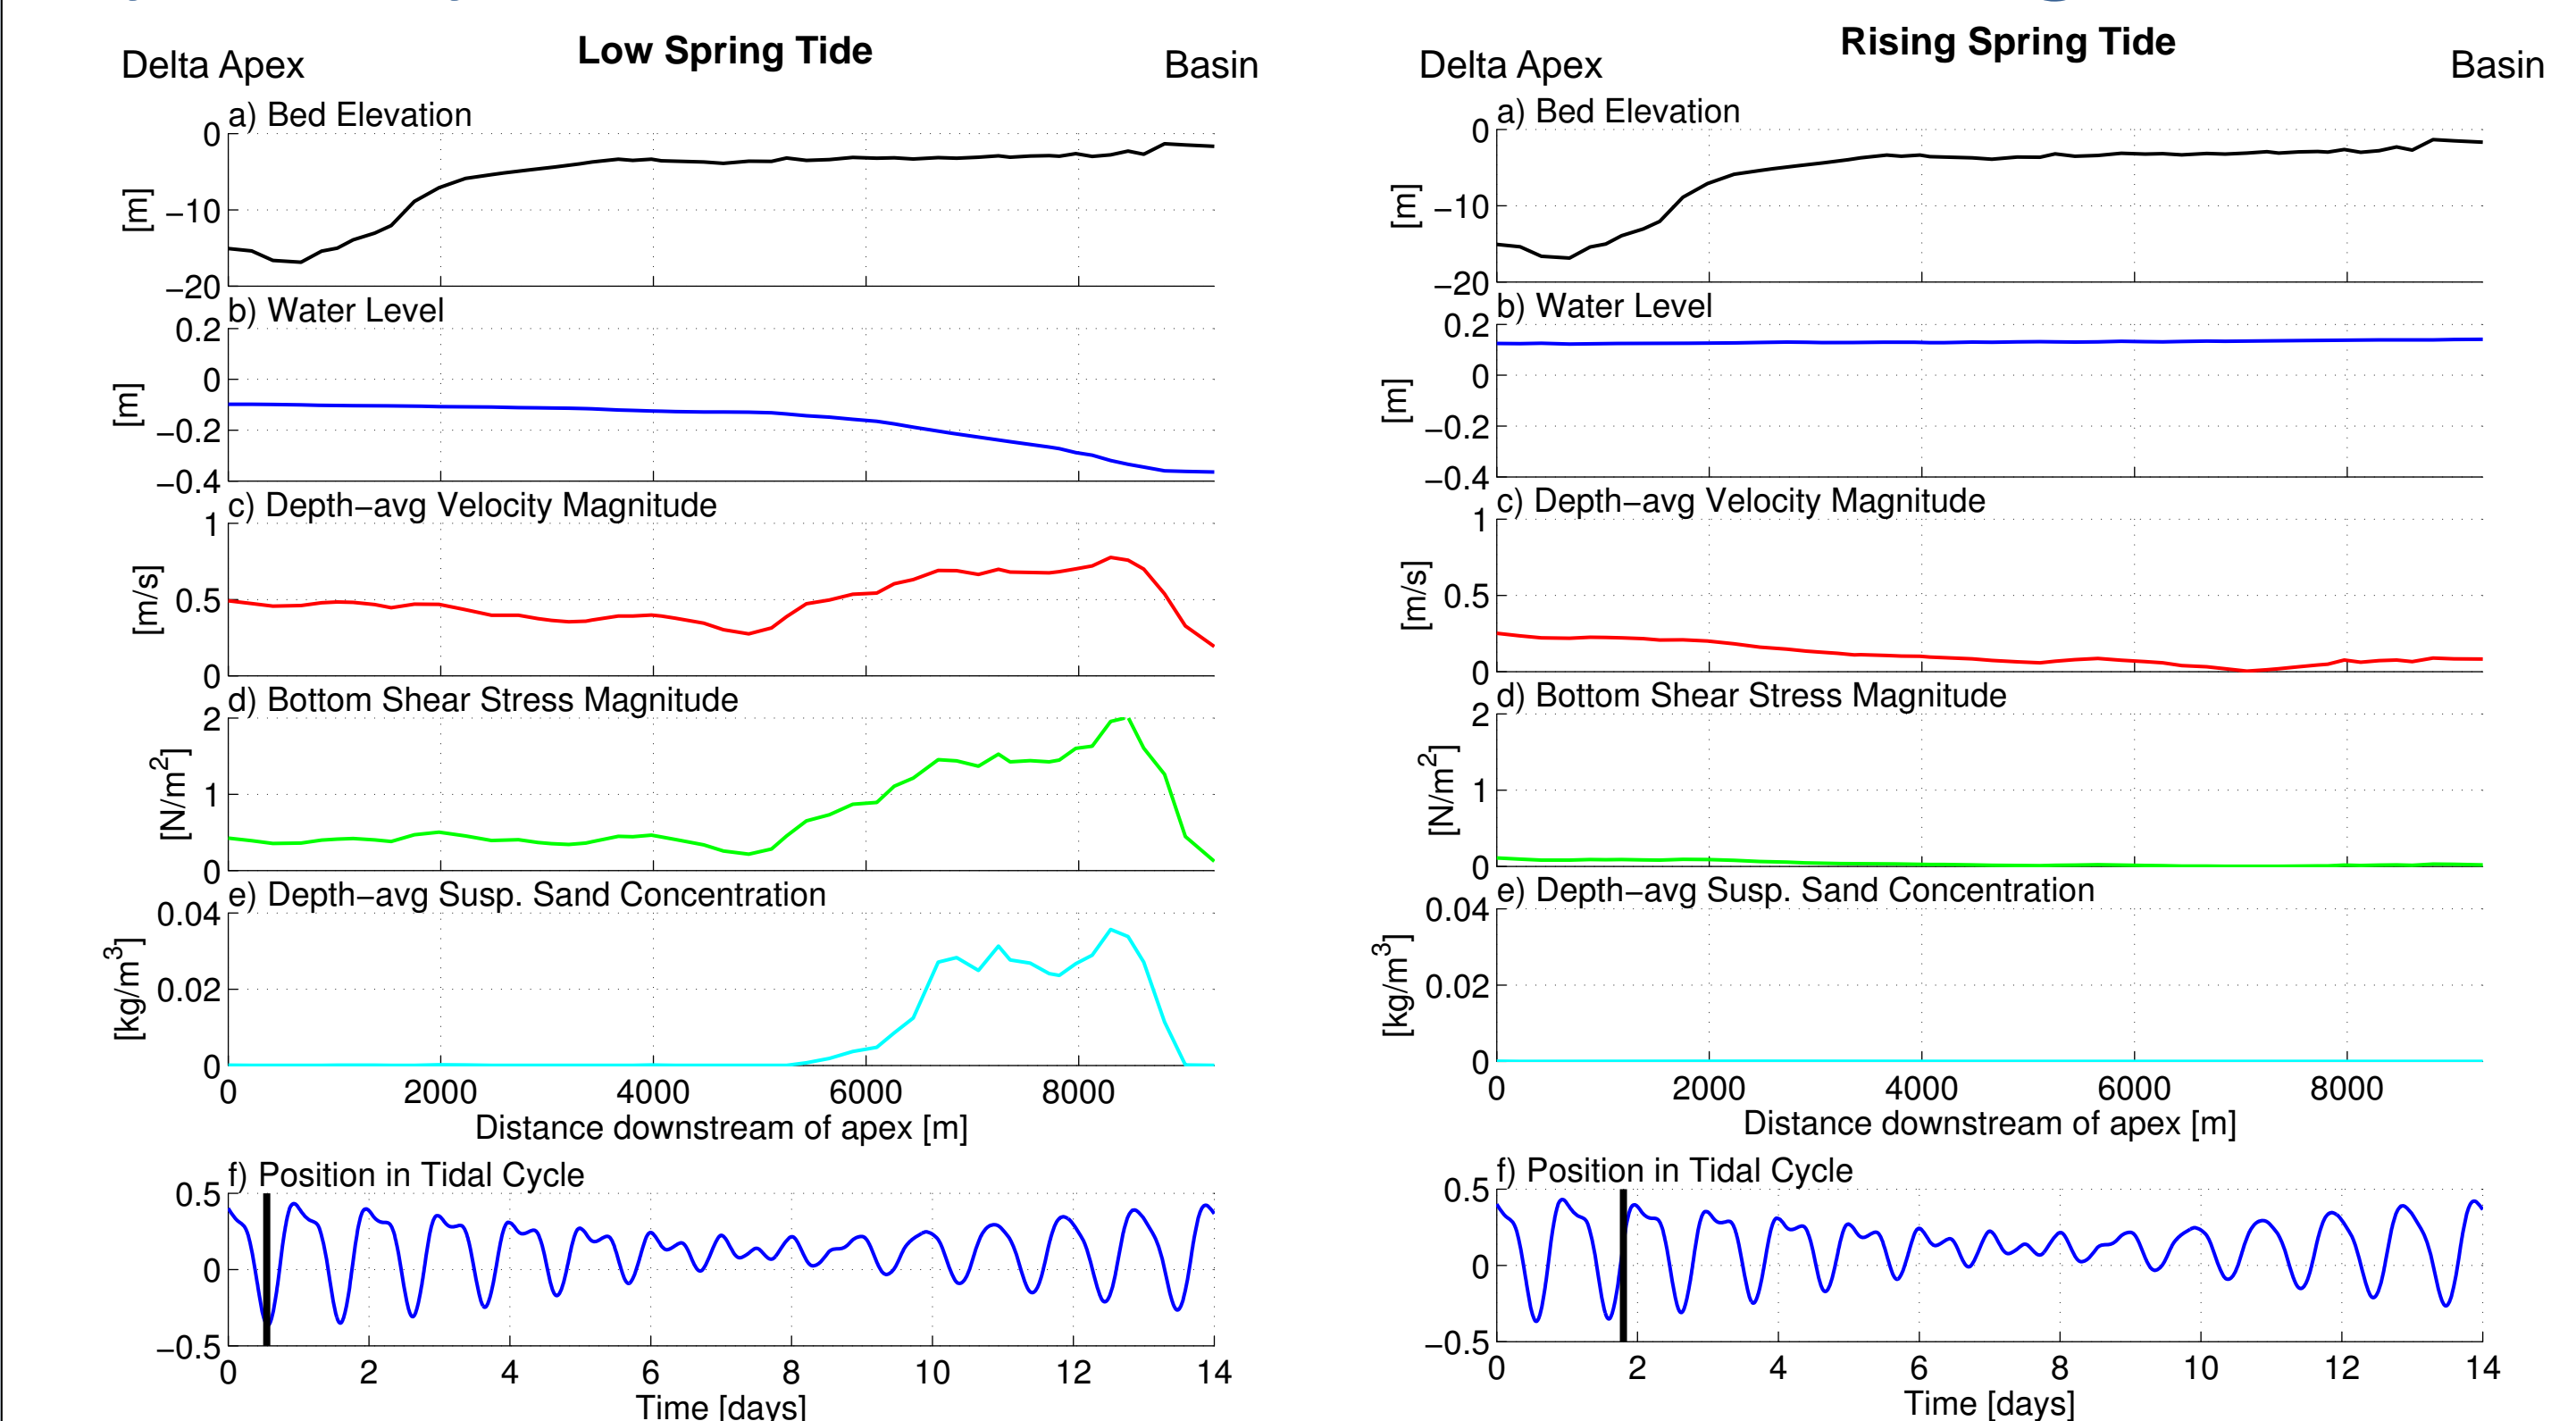 Low Spring Tide
Delta Apex
Basin
a) Bed Elevation
0
−10
−20
[m]
b) Water Level
0.2
0
−0.2
−0.4
[m]
c) Depth−avg Velocity Magnitude
1
0.5
0
[m/s]
d) Bottom Shear Stress Magnitude
2
1
0
[N/m2]
e) Depth−avg Susp. Sand Concentration
0.04
0.02
0
[kg/m3]
0 2000 4000 6000 8000
Distance downstream of apex [m]
f) Position in Tidal Cycle
0.5
0
−0.5
0 2 4 6 8 10 12 14
Time [days]
Rising Spring Tide
Delta Apex
Basin
a) Bed Elevation
0
−10
−20
[m]
b) Water Level
0.2
0
−0.2
−0.4
[m]
c) Depth−avg Velocity Magnitude
1
0.5
0
[m/s]
d) Bottom Shear Stress Magnitude
2
1
0
[N/m2]
e) Depth−avg Susp. Sand Concentration
0.04
0.02
0
[kg/m3]
0 2000 4000 6000 8000
Distance downstream of apex [m]
f) Position in Tidal Cycle
0.5
0
−0.5
0 2 4 6 8 10 12 14
Time [days]